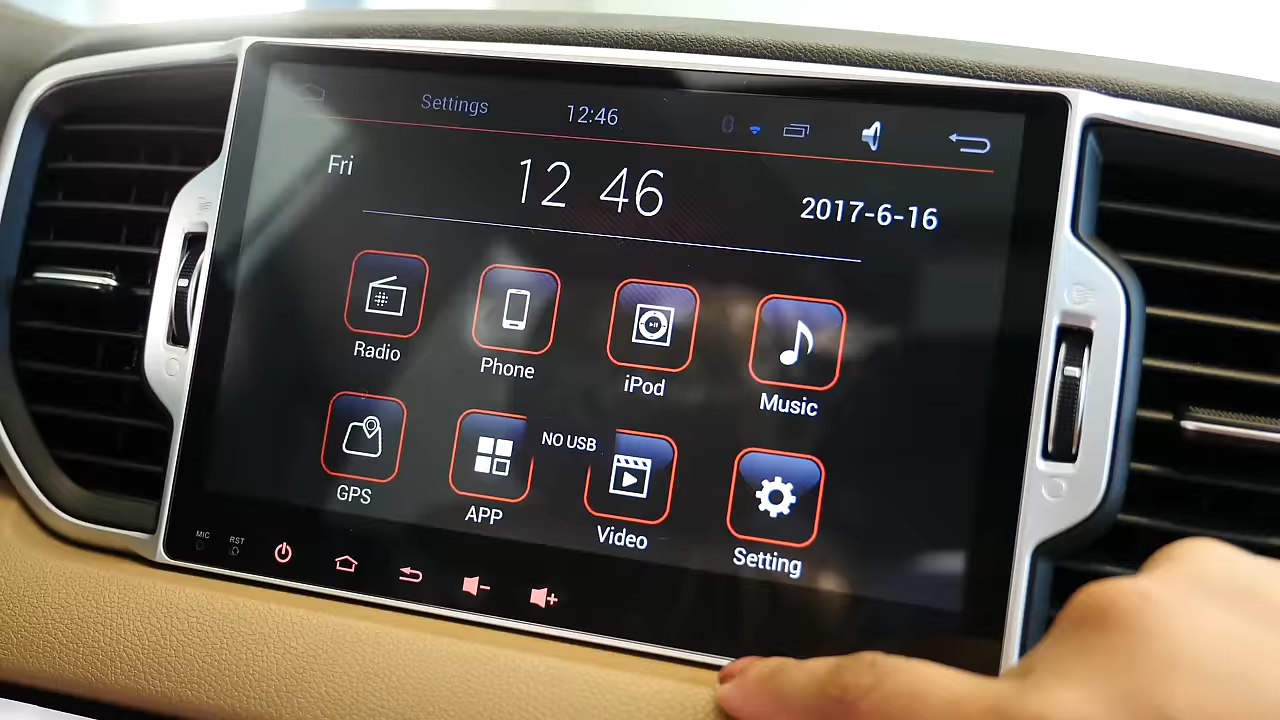 Settings 12:46
Fri 12 46 2017-6-16
Radio Phone iPod Music
NO USB
GPS APP Video Setting
MIC RST